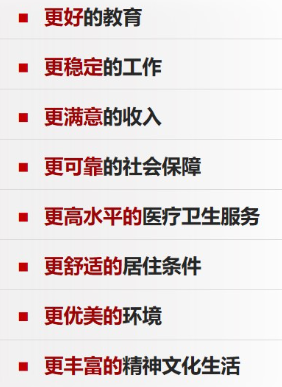 更好的教育
更稳定的工作
更满意的收入
更可靠的社会保障
更高水平的医疗卫生服务
更舒适的居住条件
更优美的环境
更丰富的精神文化生活